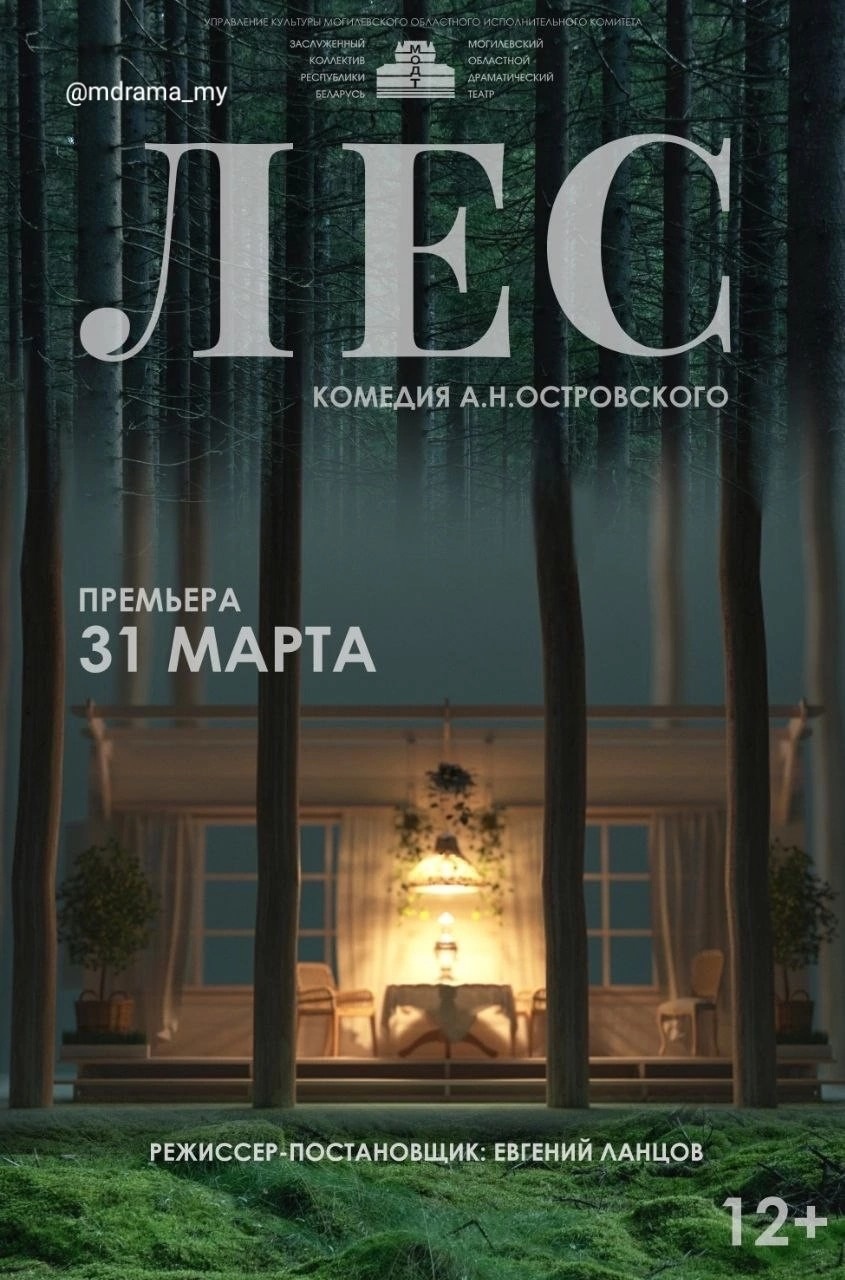 УПРАВЛЕНИЕ КУЛЬТУРЫ МОГИЛЕВСКОГО ОБЛАСТНОГО ИСПОЛНИТЕЛЬНОГО КОМИТЕТА
ЗАСЛУЖЕННЫЙ
КОЛЛЕКТИВ
РЕСПУБЛИКИ
БЕЛАРУСЬ
МОДТ
МОГИЛЕВСКИЙ
ОБЛАСТНОЙ
ДРАМАТИЧЕСКИЙ
ТЕАТР
@mdrama_my
ЛЕС
КОМЕДИЯ А.Н.ОСТРОВСКОГО
ПРЕМЬЕРА
31 МАРТА
РЕЖИССЕР-ПОСТАНОВЩИК: ЕВГЕНИЙ ЛАНЦОВ
12+